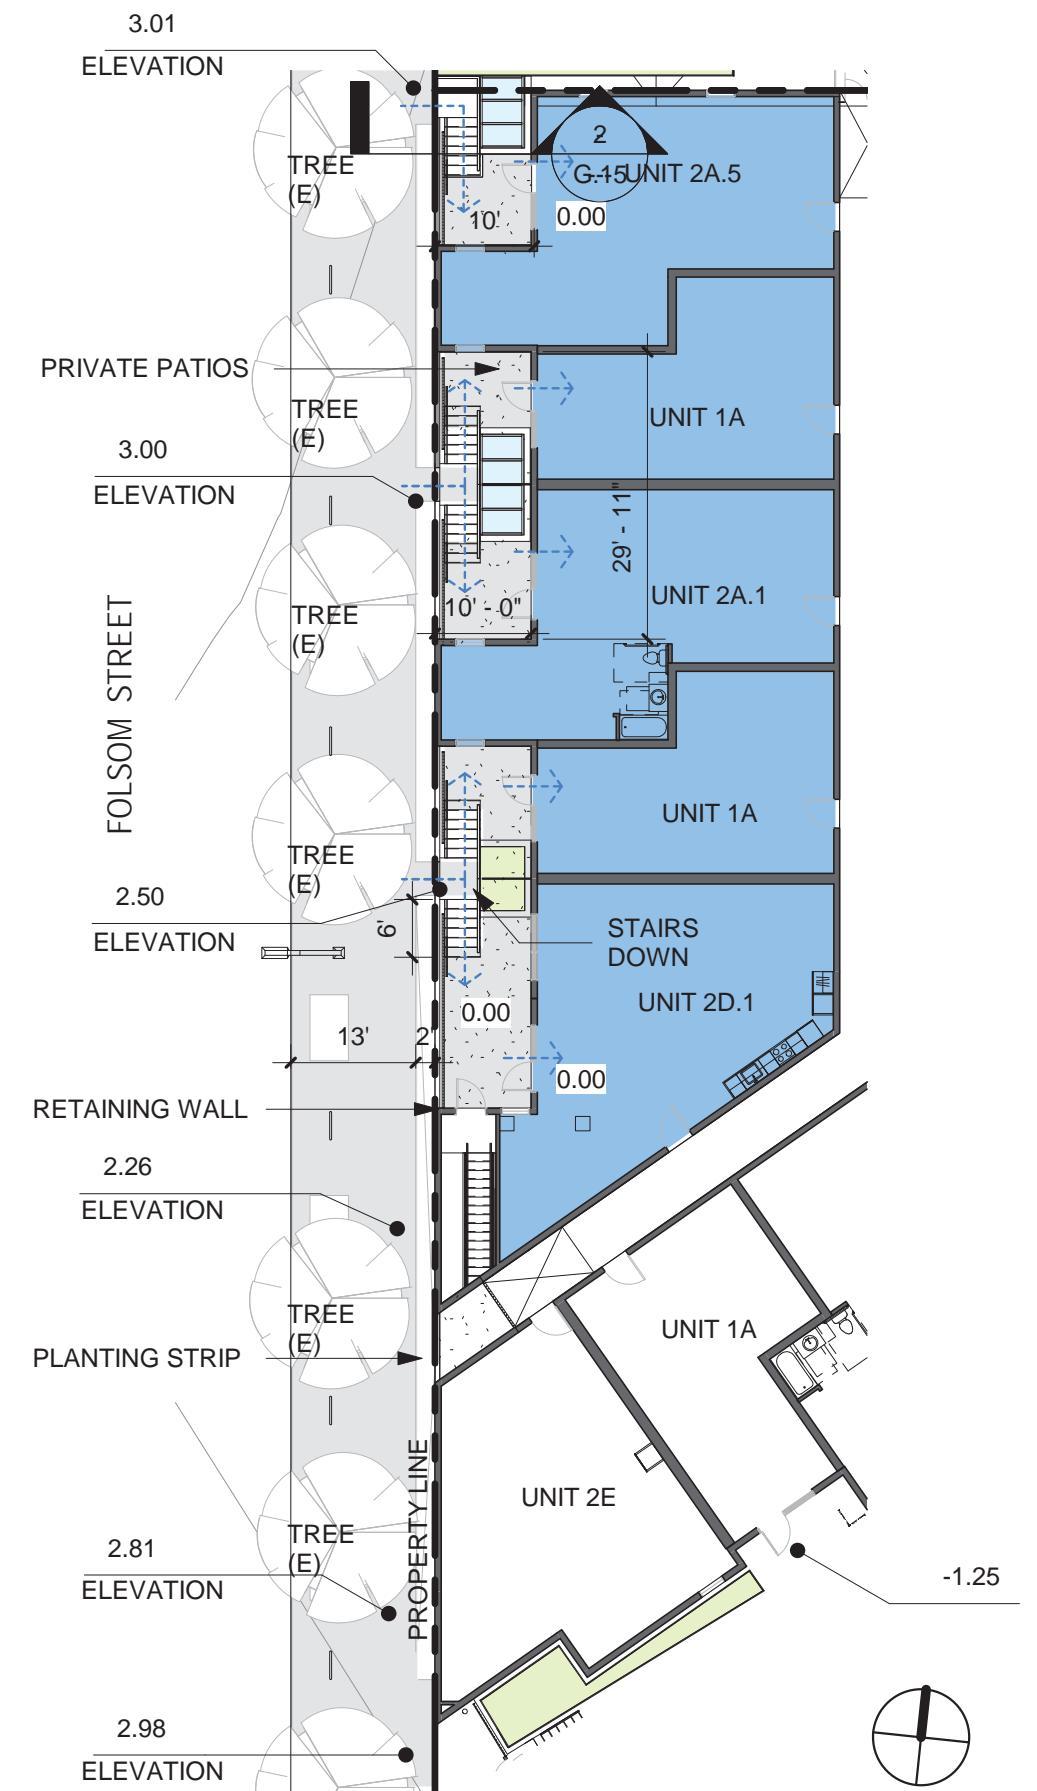 3.01
ELEVATION
2
G.15
UNIT 2A.5
TREE
(E)
0.00
10'
PRIVATE PATIOS
TREE
(E)
UNIT 1A
3.00
ELEVATION
29' - 11"
FOLSOM STREET
TREE
(E)
10' - 0"
UNIT 2A.1
UNIT 1A
TREE
(E)
2.50
ELEVATION
6'
STAIRS
DOWN
UNIT 2D.1
0.00
13'
2'
0.00
RETAINING WALL
2.26
ELEVATION
TREE
(E)
UNIT 1A
PLANTING STRIP
PROPERTY LINE
UNIT 2E
TREE
(E)
2.81
ELEVATION
-1.25
2.98
ELEVATION